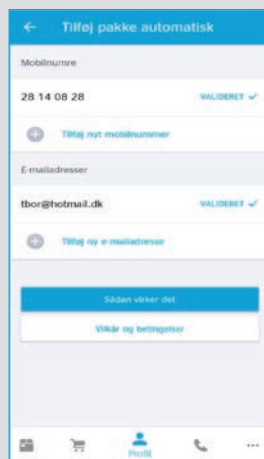 Tilføj pakke automatisk
Mobilnumre
28 14 08 28
VALIDERET
Tilføj nyt mobilnummer
E-mailadresser
tbor@hotmail.dk
VALIDERET
Tilføj ny e-mailadresse
Sådan virker det
Vilkår og betingelser
Profil